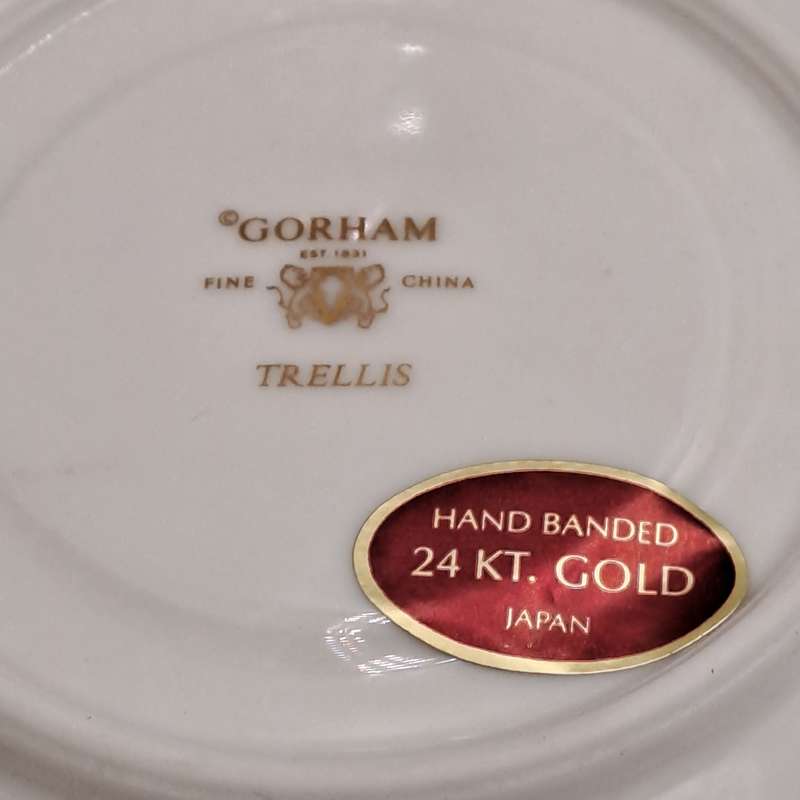 ©GORHAM
EST. 1831
FINE CHINA
TRELLIS
HAND BANDED
24 KT. GOLD
JAPAN